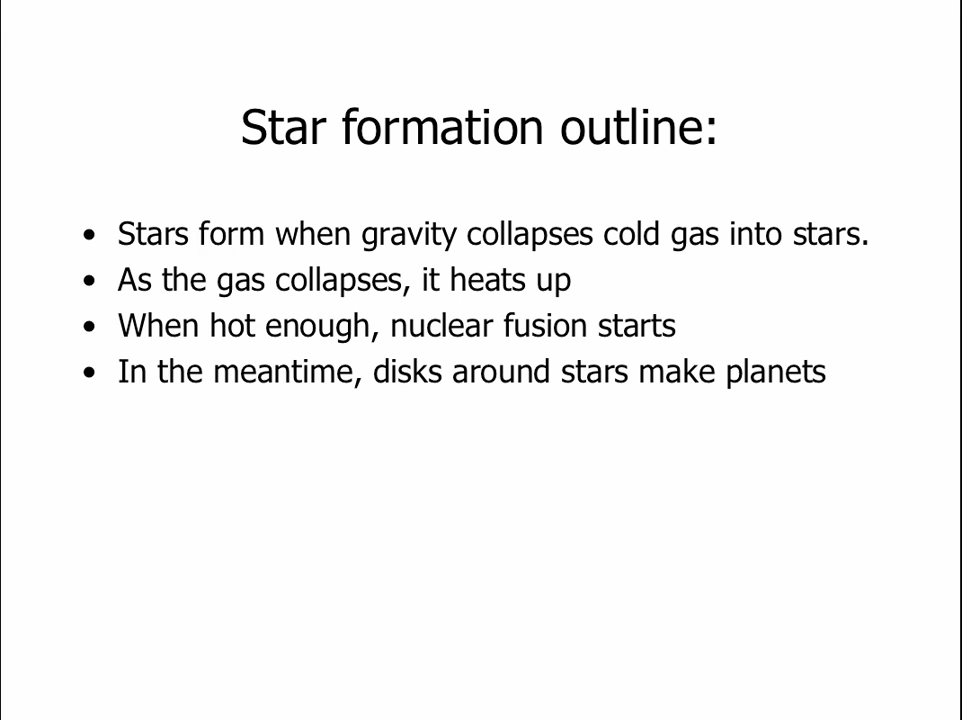 Star formation outline:
• Stars form when gravity collapses cold gas into stars.
• As the gas collapses, it heats up
• When hot enough, nuclear fusion starts
• In the meantime, disks around stars make planets